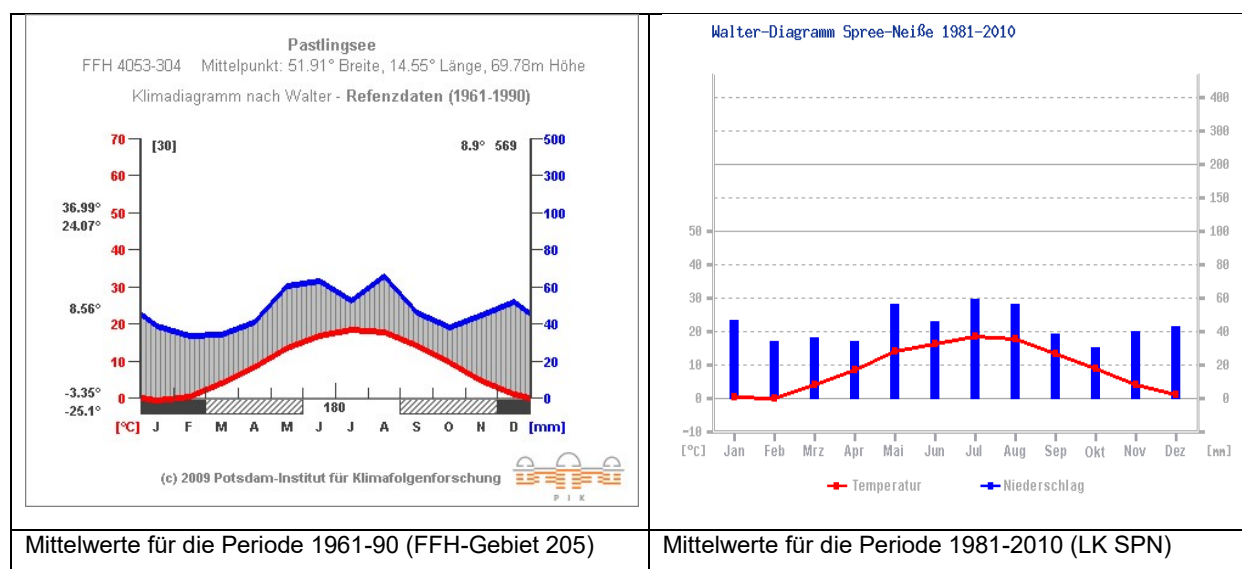 Pastlingsee
FFH 4053-304 Mittelpunkt: 51.91° Breite, 14.55° Länge, 69.78m Höhe
Klimadiagramm nach Walter - Refenzdaten (1961-1990)
70 [30] 8.9° 569 500
60 300
36.99°
24.07°
50 100
40 80
30 60
8.56°
20 40
10 20
-3.35°
-25.1°
0 0
180
[°C] J F M A M J J A S O N D [mm]
(c) 2009 Potsdam-Institut für Klimafolgenforschung
P I K
Walter-Diagramm Spree-Neiße 1981-2010
400
300
200
150
50 100
40 80
30 60
20 40
10 20
0 0
-10
[°C] Jan Feb Mrz Apr Mai Jun Jul Aug Sep Okt Nov Dez [mm]
Temperatur Niederschlag
Mittelwerte für die Periode 1961-90 (FFH-Gebiet 205)
Mittelwerte für die Periode 1981-2010 (LK SPN)